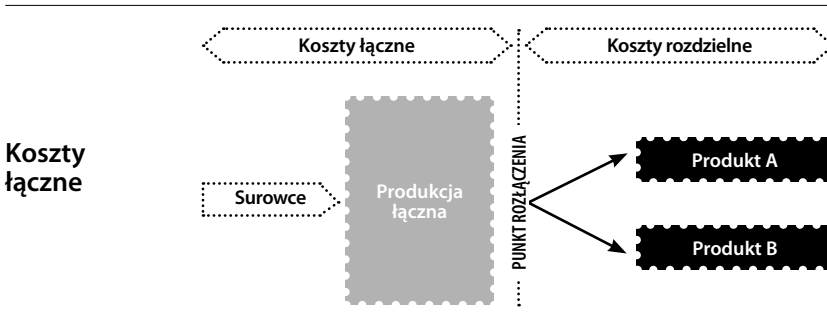 Koszty łączne
Koszty rozdzielne
Koszty
łączne
Surowce
Produkcja
łączna
PUNKT ROZŁĄCZENIA
Produkt A
Produkt B